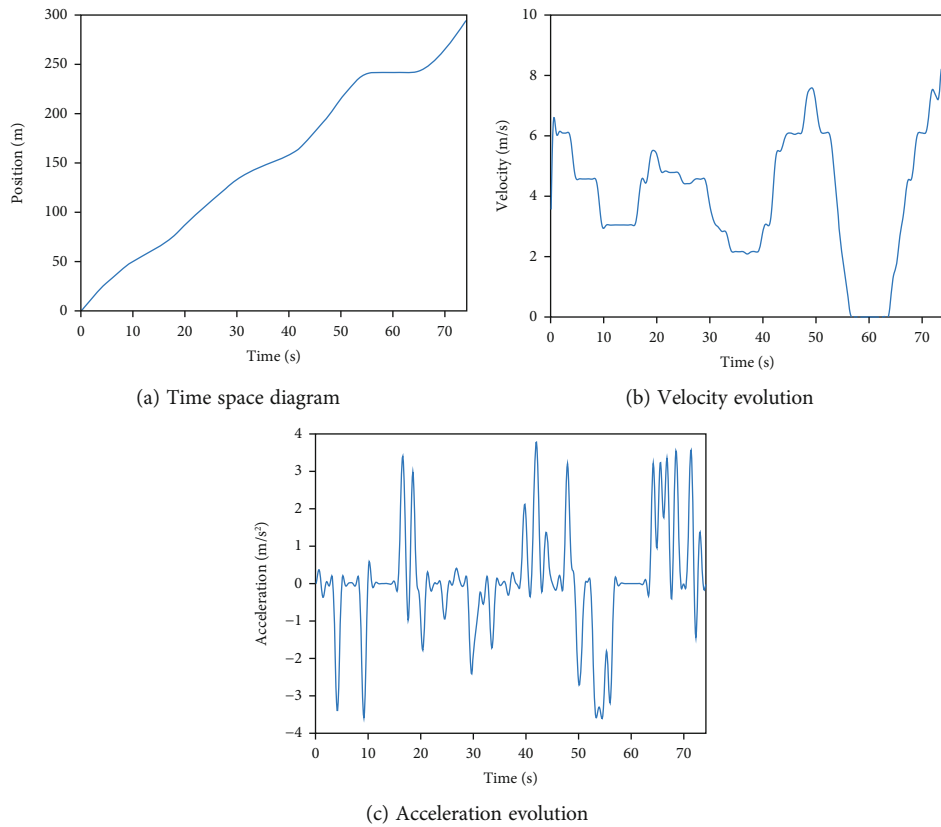 300
250
200
150
100
50
0
Position (m)
0 10 20 30 40 50 60 70
Time (s)
(a) Time space diagram
10
8
6
4
2
0
Velocity (m/s)
0 10 20 30 40 50 60 70
Time (s)
(b) Velocity evolution
4
3
2
1
0
−1
−2
−3
−4
Acceleration (m/s²)
0 10 20 30 40 50 60 70
Time (s)
(c) Acceleration evolution